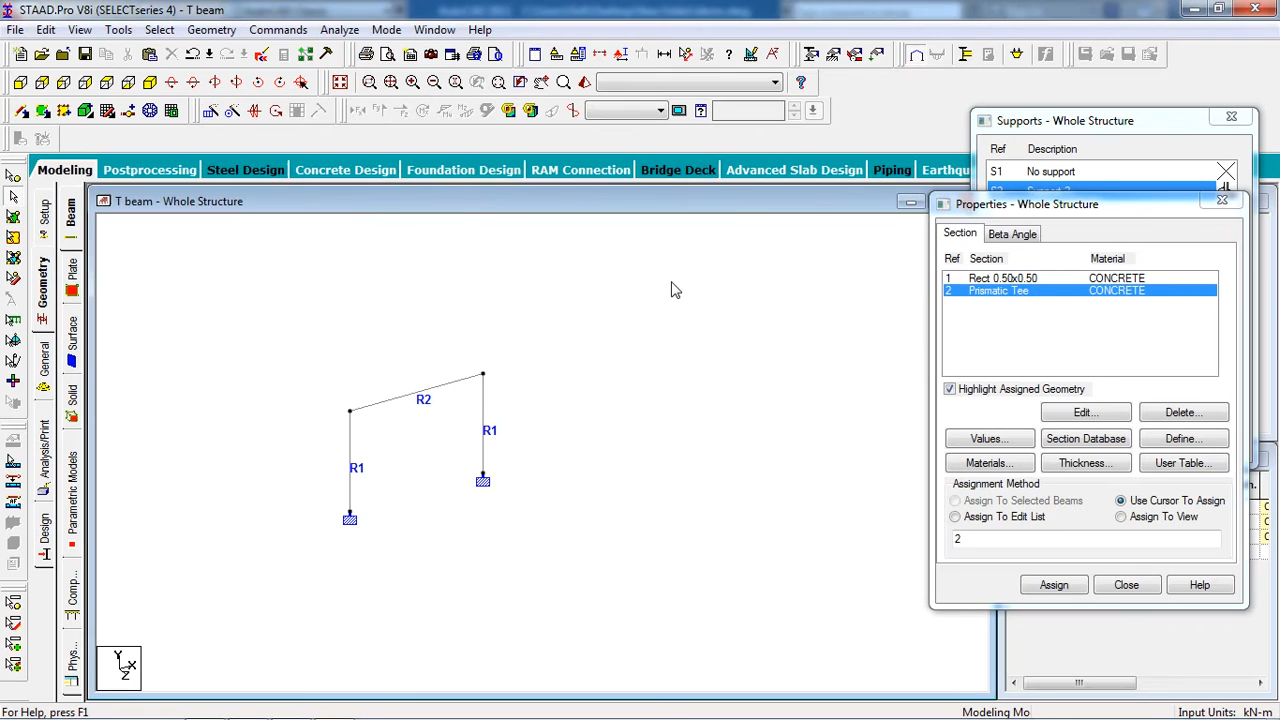 STAAD.Pro V8i (SELECTseries 4) - T beam
File Edit View Tools Select Geometry Commands Analyze Mode Window Help
Modeling Postprocessing Steel Design Concrete Design Foundation Design RAM Connection Bridge Deck Advanced Slab Design Piping Earthqu
Setup
Geometry
General
Analysis/Print
Design
Beam
Plate
Surface
Solid
Parametric Models
Comp...
Phys...
T beam - Whole Structure
R2
R1
R1
Y
X
Z
Supports - Whole Structure
Ref Description
S1 No support
Properties - Whole Structure
Section Beta Angle
Ref Section Material
1 Rect 0.50x0.50 CONCRETE
2 Prismatic Tee CONCRETE
Highlight Assigned Geometry
Edit... Delete...
Values... Section Database Define...
Materials... Thickness... User Table...
Assignment Method
Assign To Selected Beams Use Cursor To Assign
Assign To Edit List Assign To View
2
Assign Close Help
For Help, press F1 Modeling Mo Input Units: kN-m